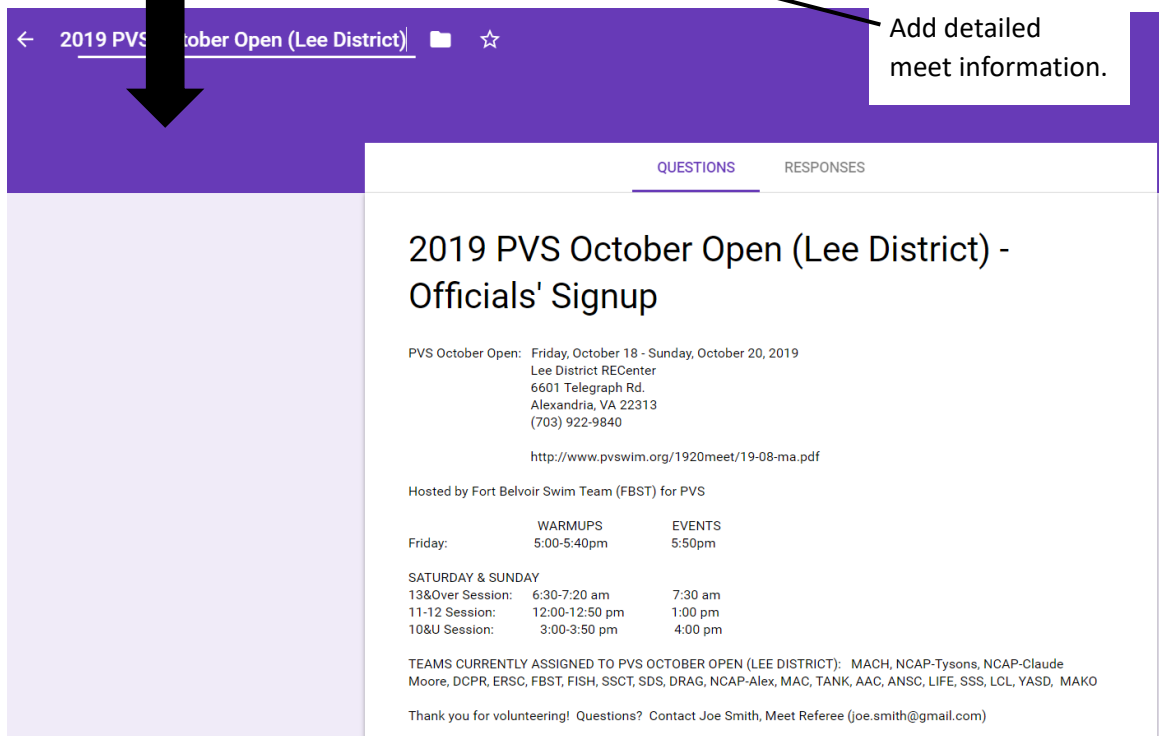 Add detailed
meet information.
2019 PVS October Open (Lee District)
QUESTIONS RESPONSES
2019 PVS October Open (Lee District) -
Officials' Signup
PVS October Open: Friday, October 18 - Sunday, October 20, 2019
Lee District RECenter
6601 Telegraph Rd.
Alexandria, VA 22313
(703) 922-9840
http://www.pvswim.org/1920meet/19-08-ma.pdf
Hosted by Fort Belvoir Swim Team (FBST) for PVS
WARMUPS EVENTS
Friday: 5:00-5:40pm 5:50pm
SATURDAY & SUNDAY
13&Over Session: 6:30-7:20 am 7:30 am
11-12 Session: 12:00-12:50 pm 1:00 pm
10&U Session: 3:00-3:50 pm 4:00 pm
TEAMS CURRENTLY ASSIGNED TO PVS OCTOBER OPEN (LEE DISTRICT): MACH, NCAP-Tysons, NCAP-Claude
Moore, DCPR, ERSC, FBST, FISH, SSCT, SDS, DRAG, NCAP-Alex, MAC, TANK, AAC, ANSC, LIFE, SSS, LCL, YASD, MAKO
Thank you for volunteering! Questions? Contact Joe Smith, Meet Referee (joe.smith@gmail.com)